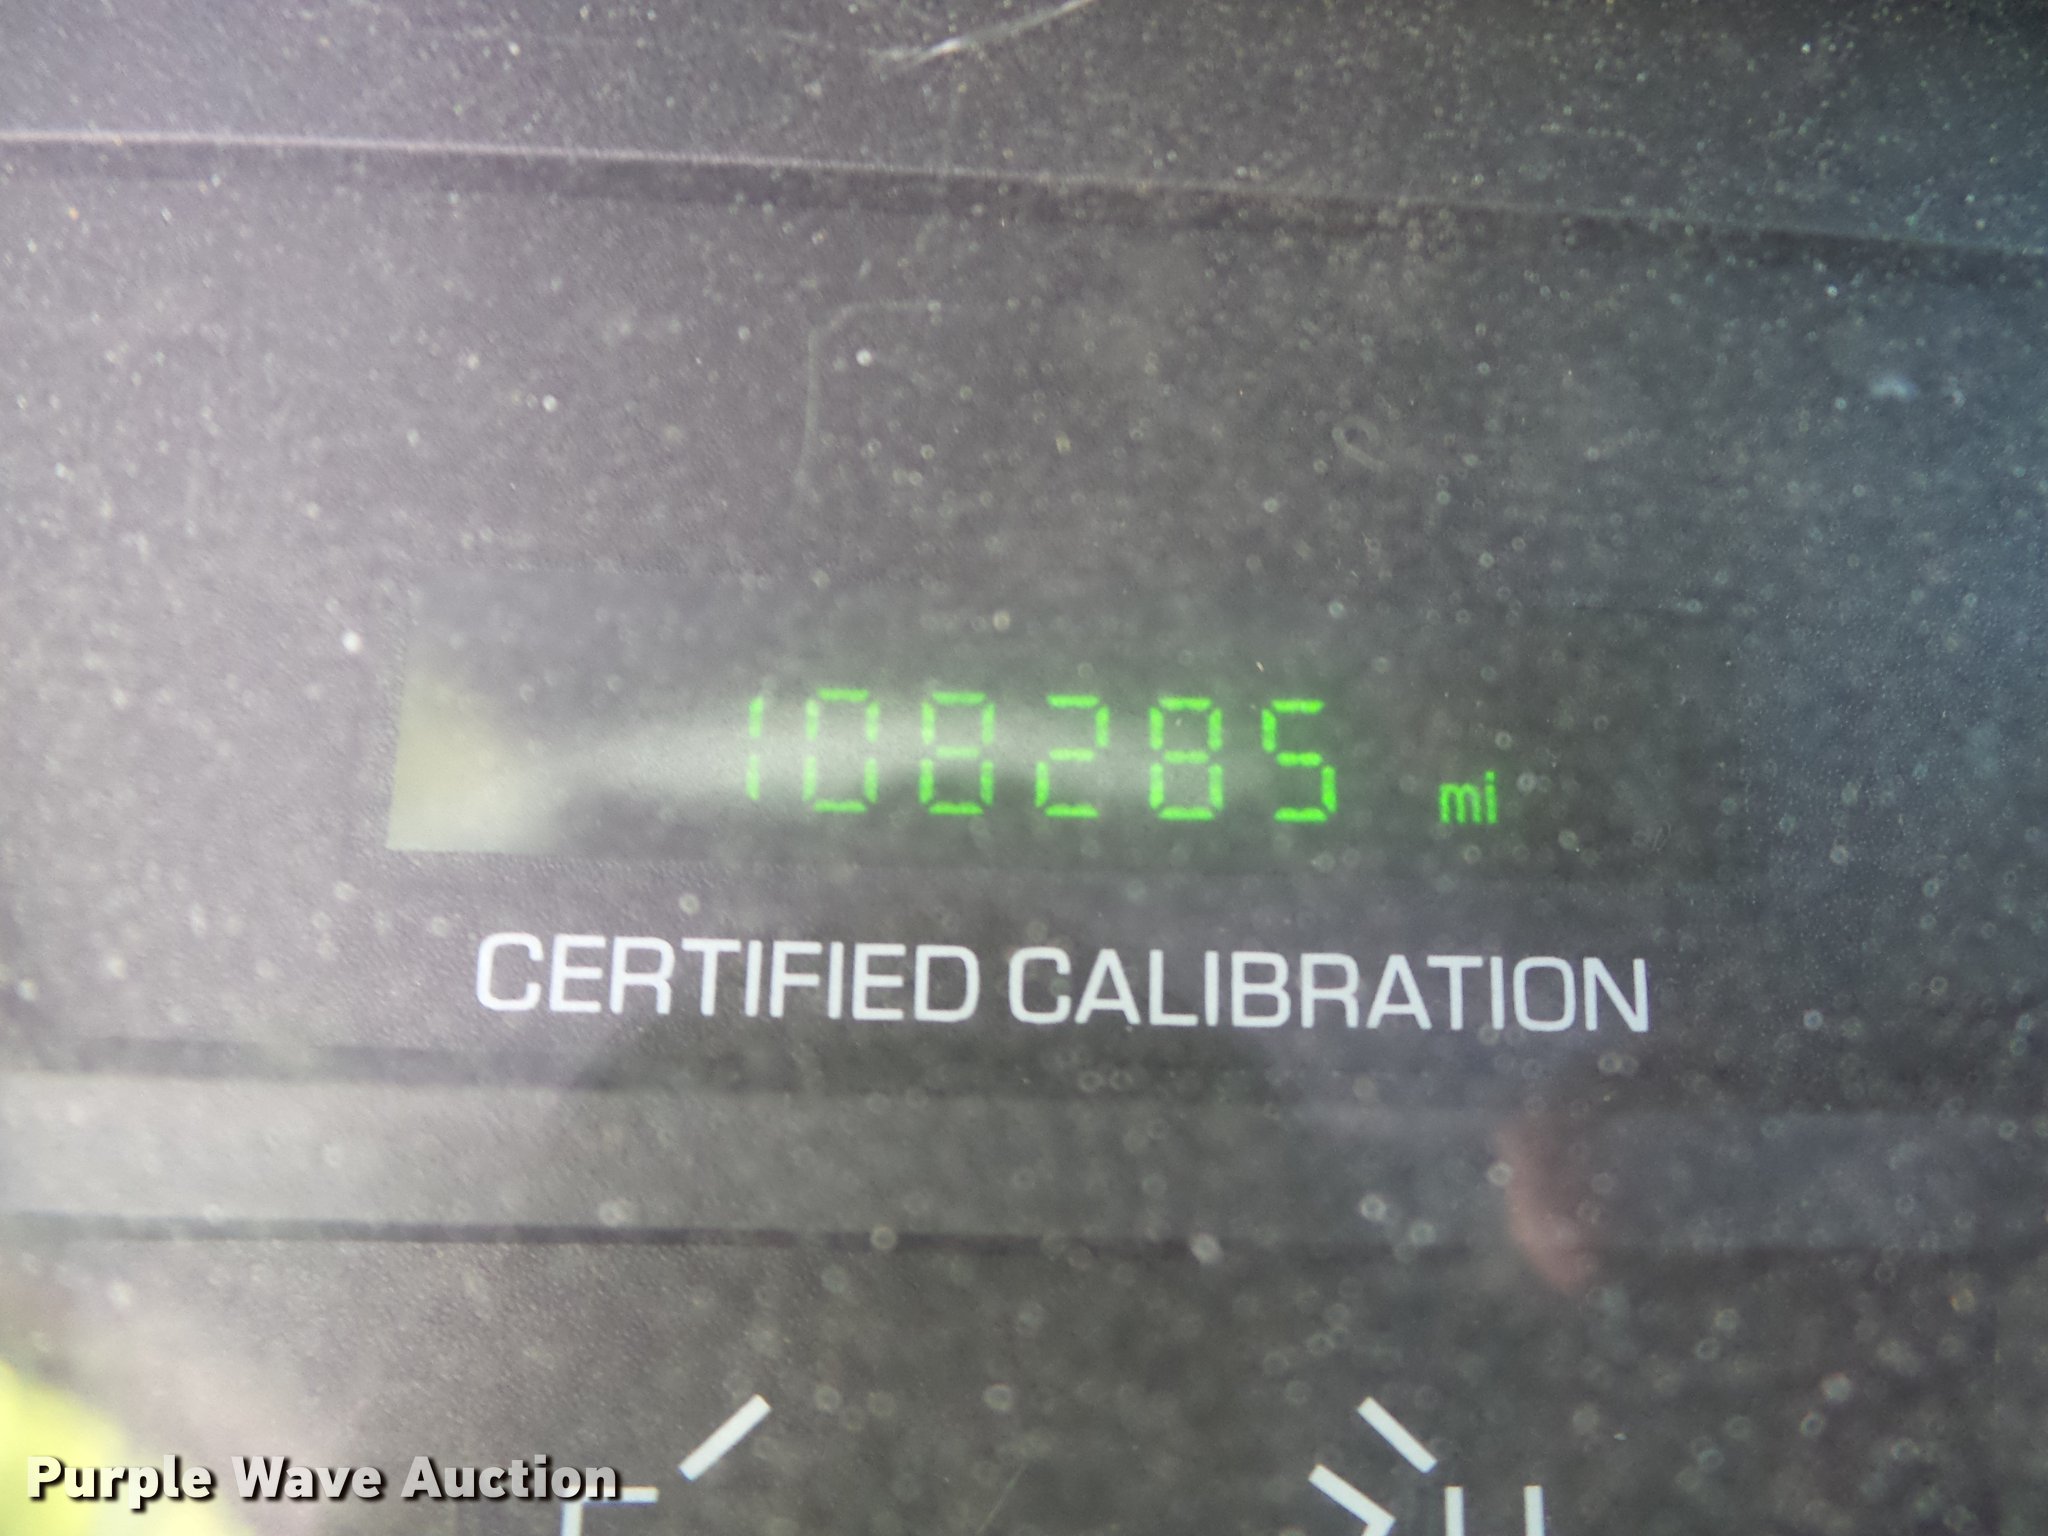 108285 mi
CERTIFIED CALIBRATION
Purple Wave Auction